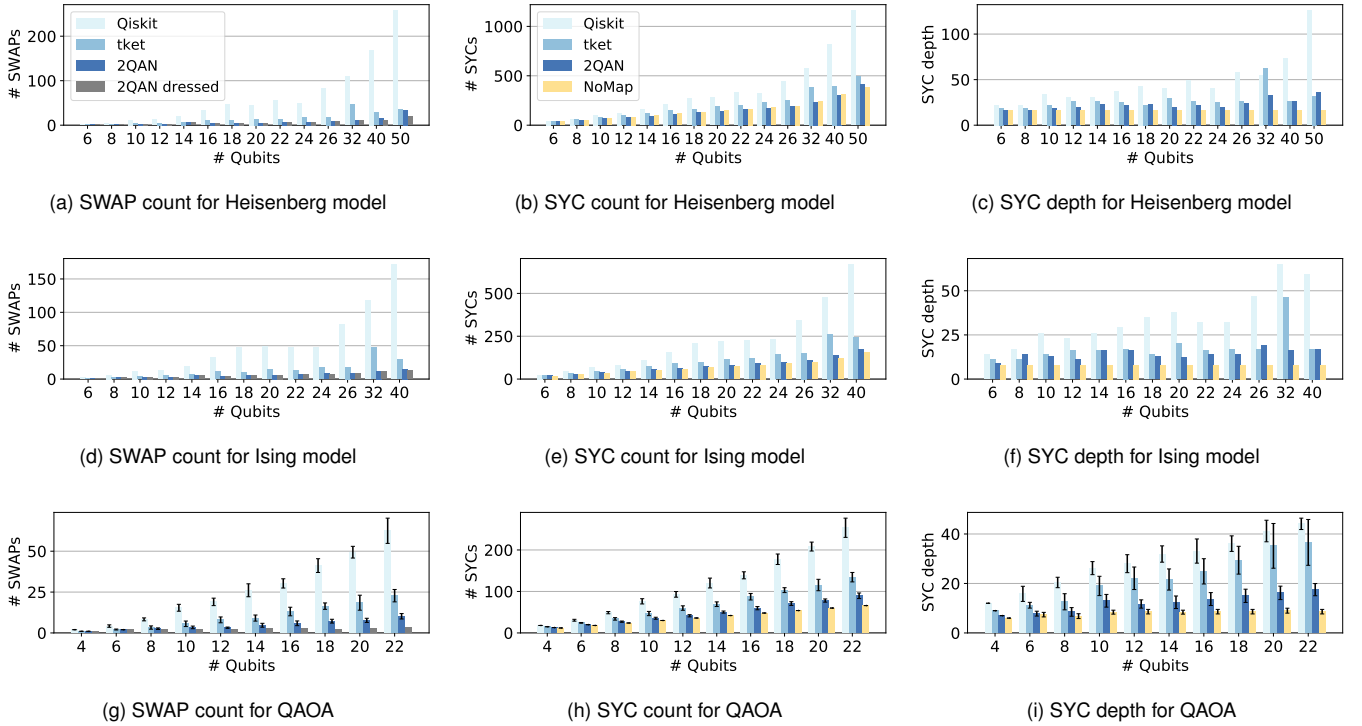 Qiskit
tket
2QAN
2QAN dressed
# SWAPs
200
100
0
6 8 10 12 14 16 18 20 22 24 26 32 40 50
# Qubits
(a) SWAP count for Heisenberg model
Qiskit
tket
2QAN
NoMap
# SYCs
1000
500
0
6 8 10 12 14 16 18 20 22 24 26 32 40 50
# Qubits
(b) SYC count for Heisenberg model
SYC depth
100
50
0
6 8 10 12 14 16 18 20 22 24 26 32 40 50
# Qubits
(c) SYC depth for Heisenberg model
# SWAPs
150
100
50
0
6 8 10 12 14 16 18 20 22 24 26 32 40
# Qubits
(d) SWAP count for Ising model
# SYCs
500
250
0
6 8 10 12 14 16 18 20 22 24 26 32 40
# Qubits
(e) SYC count for Ising model
SYC depth
50
25
0
6 8 10 12 14 16 18 20 22 24 26 32 40
# Qubits
(f) SYC depth for Ising model
# SWAPs
50
25
0
4 6 8 10 12 14 16 18 20 22
# Qubits
(g) SWAP count for QAOA
# SYCs
200
100
0
4 6 8 10 12 14 16 18 20 22
# Qubits
(h) SYC count for QAOA
SYC depth
40
20
0
4 6 8 10 12 14 16 18 20 22
# Qubits
(i) SYC depth for QAOA